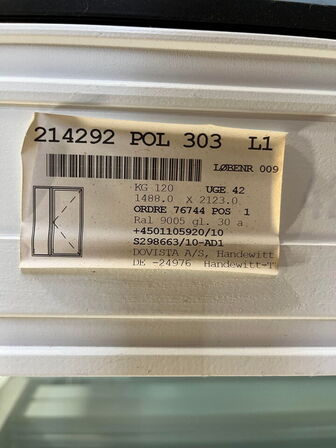 214292 POL 303 L1
LØBENR 009
KG 120 UGE 42
1488.0 X 2123.0
ORDRE 76744 POS 1
Ral 9005 gl. 30 a
+4501105920/10
S298663/10-AD1
DOVISTA A/S, Handewitt
DE -24976 Handewitt-T